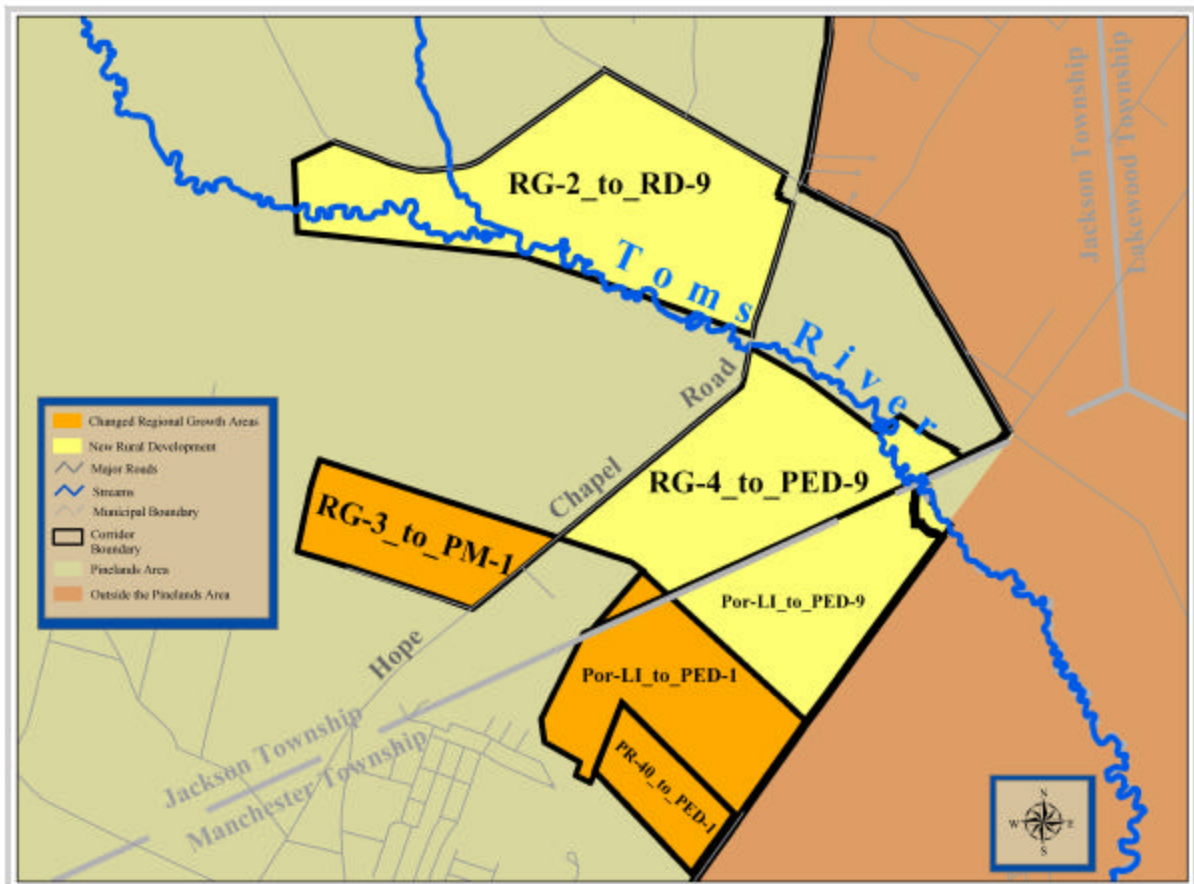 Jackson Township
Lakewood Township
RG-2_to_RD-9
Toms River
Road
Chapel
Hope
RG-4_to_PED-9
RG-3_to_PM-1
Por-LI_to_PED-9
Por-LI_to_PED-1
PR-40_to_PED-1
Jackson Township
Manchester Township
Changed Regional Growth Areas
New Rural Development
Major Roads
Streams
Municipal Boundary
Corridor
Boundary
Pinelands Area
Outside the Pinelands Area
N
W E
S